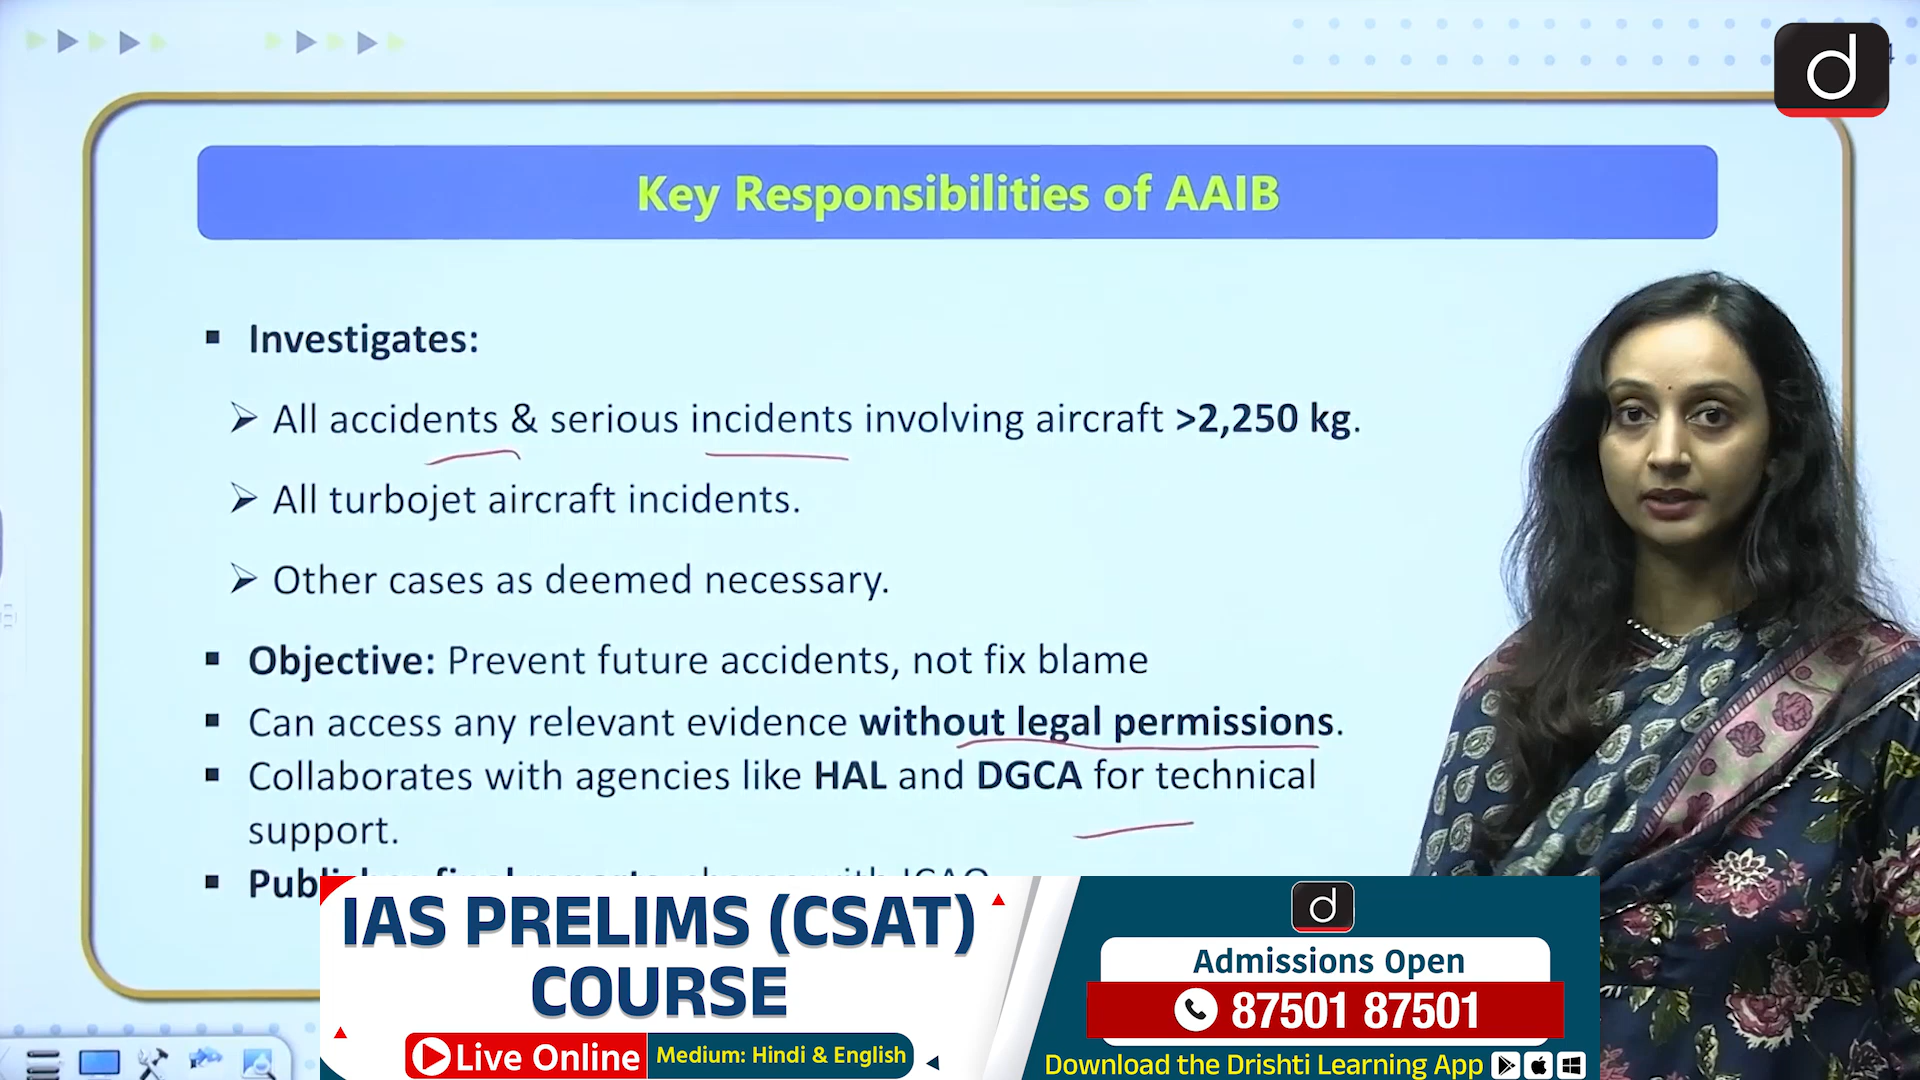 Key Responsibilities of AAIB
Investigates:
All accidents & serious incidents involving aircraft >2,250 kg.
All turbojet aircraft incidents.
Other cases as deemed necessary.
Objective: Prevent future accidents, not fix blame
Can access any relevant evidence without legal permissions.
Collaborates with agencies like HAL and DGCA for technical
support.
IAS PRELIMS (CSAT)
COURSE
Live Online
Medium: Hindi & English
d
Admissions Open
87501 87501
Download the Drishti Learning App